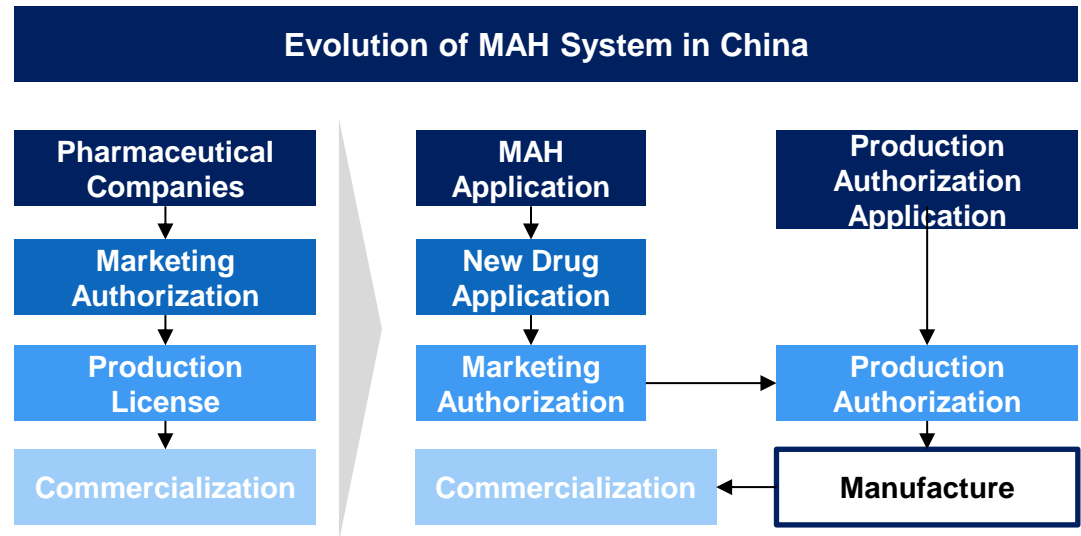 Evolution of MAH System in China
Pharmaceutical
Companies
Marketing
Authorization
Production
License
Commercialization
MAH
Application
New Drug
Application
Marketing
Authorization
Commercialization
Production
Authorization
Application
Production
Authorization
Manufacture